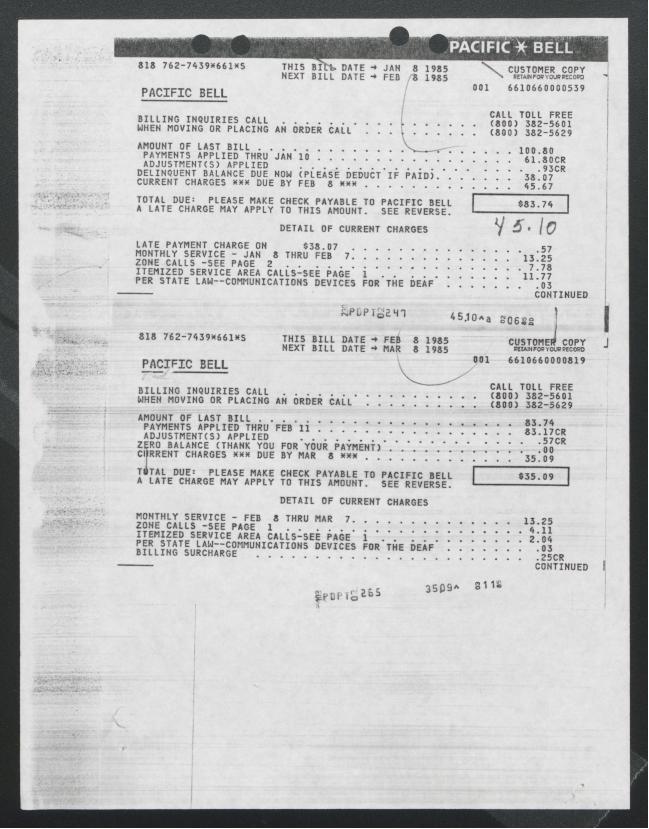 PACIFIC BELL
818 762-7439*661*S THIS BILL DATE → JAN 8 1985 CUSTOMER COPY
NEXT BILL DATE → FEB 8 1985 RETAIN FOR YOUR RECORD
001 6610660000539
PACIFIC BELL
CALL TOLL FREE
BILLING INQUIRIES CALL . . . . . . . . . . . . . . . (800) 382-5601
WHEN MOVING OR PLACING AN ORDER CALL . . . . . . . . (800) 382-5629
AMOUNT OF LAST BILL . . . . . . . . . . . . . . . . 100.80
PAYMENTS APPLIED THRU JAN 10 . . . . . . . . . . . . 61.80CR
ADJUSTMENT(S) APPLIED . . . . . . . . . . . . . . . .93CR
DELINQUENT BALANCE DUE NOW (PLEASE DEDUCT IF PAID). . . . . . 38.07
CURRENT CHARGES *** DUE BY FEB 8 *** . . . . . . . . . . 45.67
TOTAL DUE: PLEASE MAKE CHECK PAYABLE TO PACIFIC BELL $83.74
A LATE CHARGE MAY APPLY TO THIS AMOUNT. SEE REVERSE.
45.10
DETAIL OF CURRENT CHARGES
LATE PAYMENT CHARGE ON $38.07 . . . . . . . . . . . . .57
MONTHLY SERVICE - JAN 8 THRU FEB 7. . . . . . . . . . . 13.25
ZONE CALLS -SEE PAGE 2 . . . . . . . . . . . . . . . 7.78
ITEMIZED SERVICE AREA CALLS-SEE PAGE 1 . . . . . . . . . 11.77
PER STATE LAW--COMMUNICATIONS DEVICES FOR THE DEAF . . . . . . .03
CONTINUED
45.10^a
818 762-7439*661*S THIS BILL DATE → FEB 8 1985 CUSTOMER COPY
NEXT BILL DATE → MAR 8 1985 RETAIN FOR YOUR RECORD
001 6610660000819
PACIFIC BELL
CALL TOLL FREE
BILLING INQUIRIES CALL . . . . . . . . . . . . . . . (800) 382-5601
WHEN MOVING OR PLACING AN ORDER CALL . . . . . . . . (800) 382-5629
AMOUNT OF LAST BILL . . . . . . . . . . . . . . . . 83.74
PAYMENTS APPLIED THRU FEB 11 . . . . . . . . . . . . 83.17CR
ADJUSTMENT(S) APPLIED . . . . . . . . . . . . . . . .57CR
ZERO BALANCE (THANK YOU FOR YOUR PAYMENT) . . . . . . . . .00
CURRENT CHARGES *** DUE BY MAR 8 *** . . . . . . . . . . 35.09
TOTAL DUE: PLEASE MAKE CHECK PAYABLE TO PACIFIC BELL $35.09
A LATE CHARGE MAY APPLY TO THIS AMOUNT. SEE REVERSE.
DETAIL OF CURRENT CHARGES
MONTHLY SERVICE - FEB 8 THRU MAR 7. . . . . . . . . . . 13.25
ZONE CALLS -SEE PAGE 1 . . . . . . . . . . . . . . . 4.11
ITEMIZED SERVICE AREA CALLS-SEE PAGE 1 . . . . . . . . . 2.04
PER STATE LAW--COMMUNICATIONS DEVICES FOR THE DEAF . . . . . . .03
BILLING SURCHARGE . . . . . . . . . . . . . . . . .25CR
CONTINUED
3509^